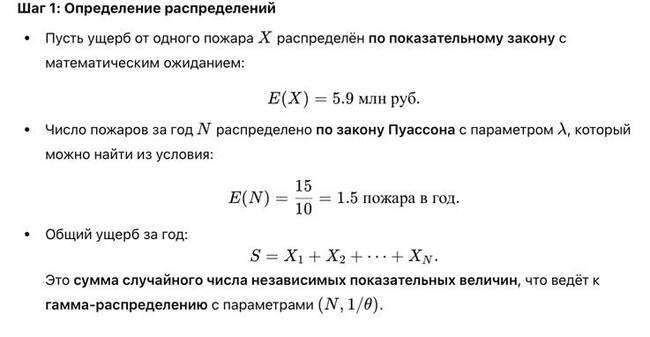 Шаг 1: Определение распределений
• Пусть ущерб от одного пожара X распределён по показательному закону с
математическим ожиданием:
E(X) = 5.9 млн руб.
• Число пожаров за год N распределено по закону Пуассона с параметром λ, который
можно найти из условия:
E(N) = 15/10 = 1.5 пожара в год.
• Общий ущерб за год:
S = X₁ + X₂ + ⋯ + X_N.
Это сумма случайного числа независимых показательных величин, что ведёт к
гамма-распределению с параметрами (N, 1/θ).